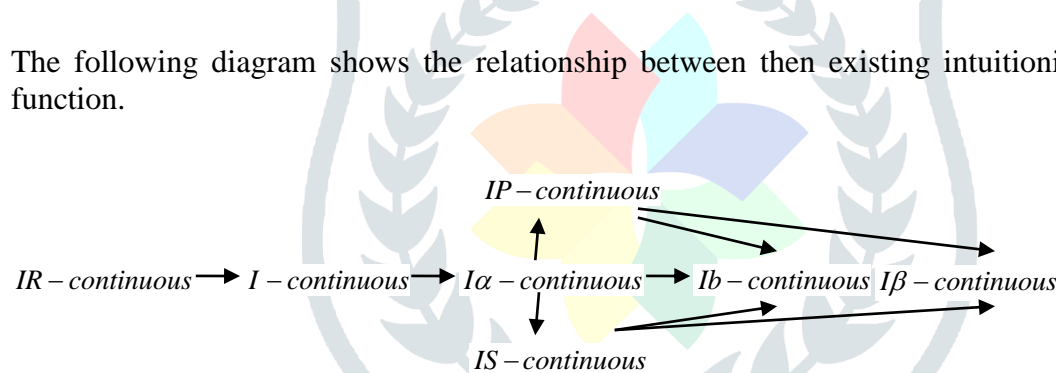 The following diagram shows the relationship between then existing intuitioni
function.
IP – continuous
IR – continuous I – continuous Iα – continuous Ib – continuous Iβ – continuous
IS – continuous